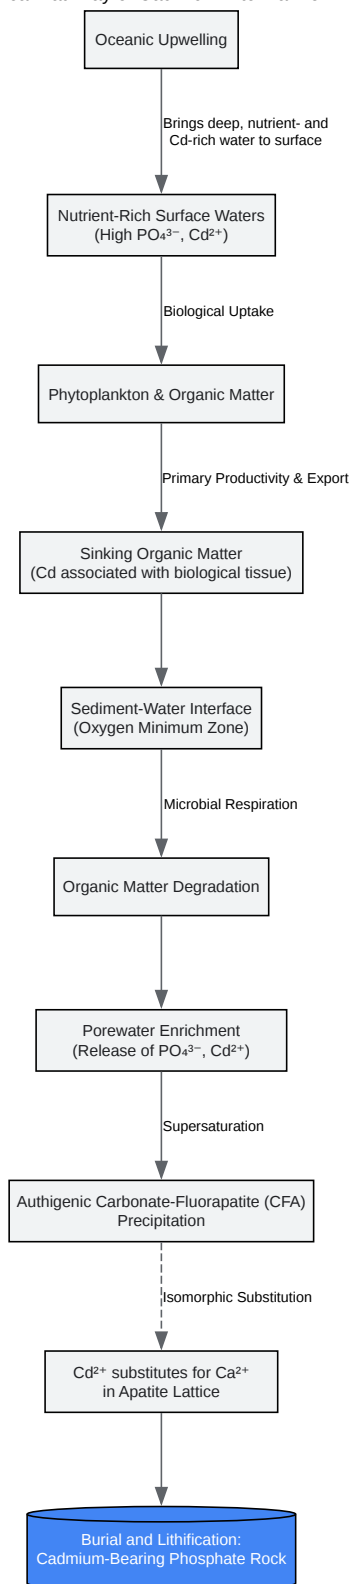 Oceanic Upwelling
Brings deep, nutrient- and
Cd-rich water to surface
Nutrient-Rich Surface Waters
(High PO₄³⁻, Cd²⁺)
Biological Uptake
Phytoplankton & Organic Matter
Primary Productivity & Export
Sinking Organic Matter
(Cd associated with biological tissue)
Sediment-Water Interface
(Oxygen Minimum Zone)
Microbial Respiration
Organic Matter Degradation
Porewater Enrichment
(Release of PO₄³⁻, Cd²⁺)
Supersaturation
Authigenic Carbonate-Fluorapatite (CFA)
Precipitation
Isomorphic Substitution
Cd²⁺ substitutes for Ca²⁺
in Apatite Lattice
Burial and Lithification:
Cadmium-Bearing Phosphate Rock